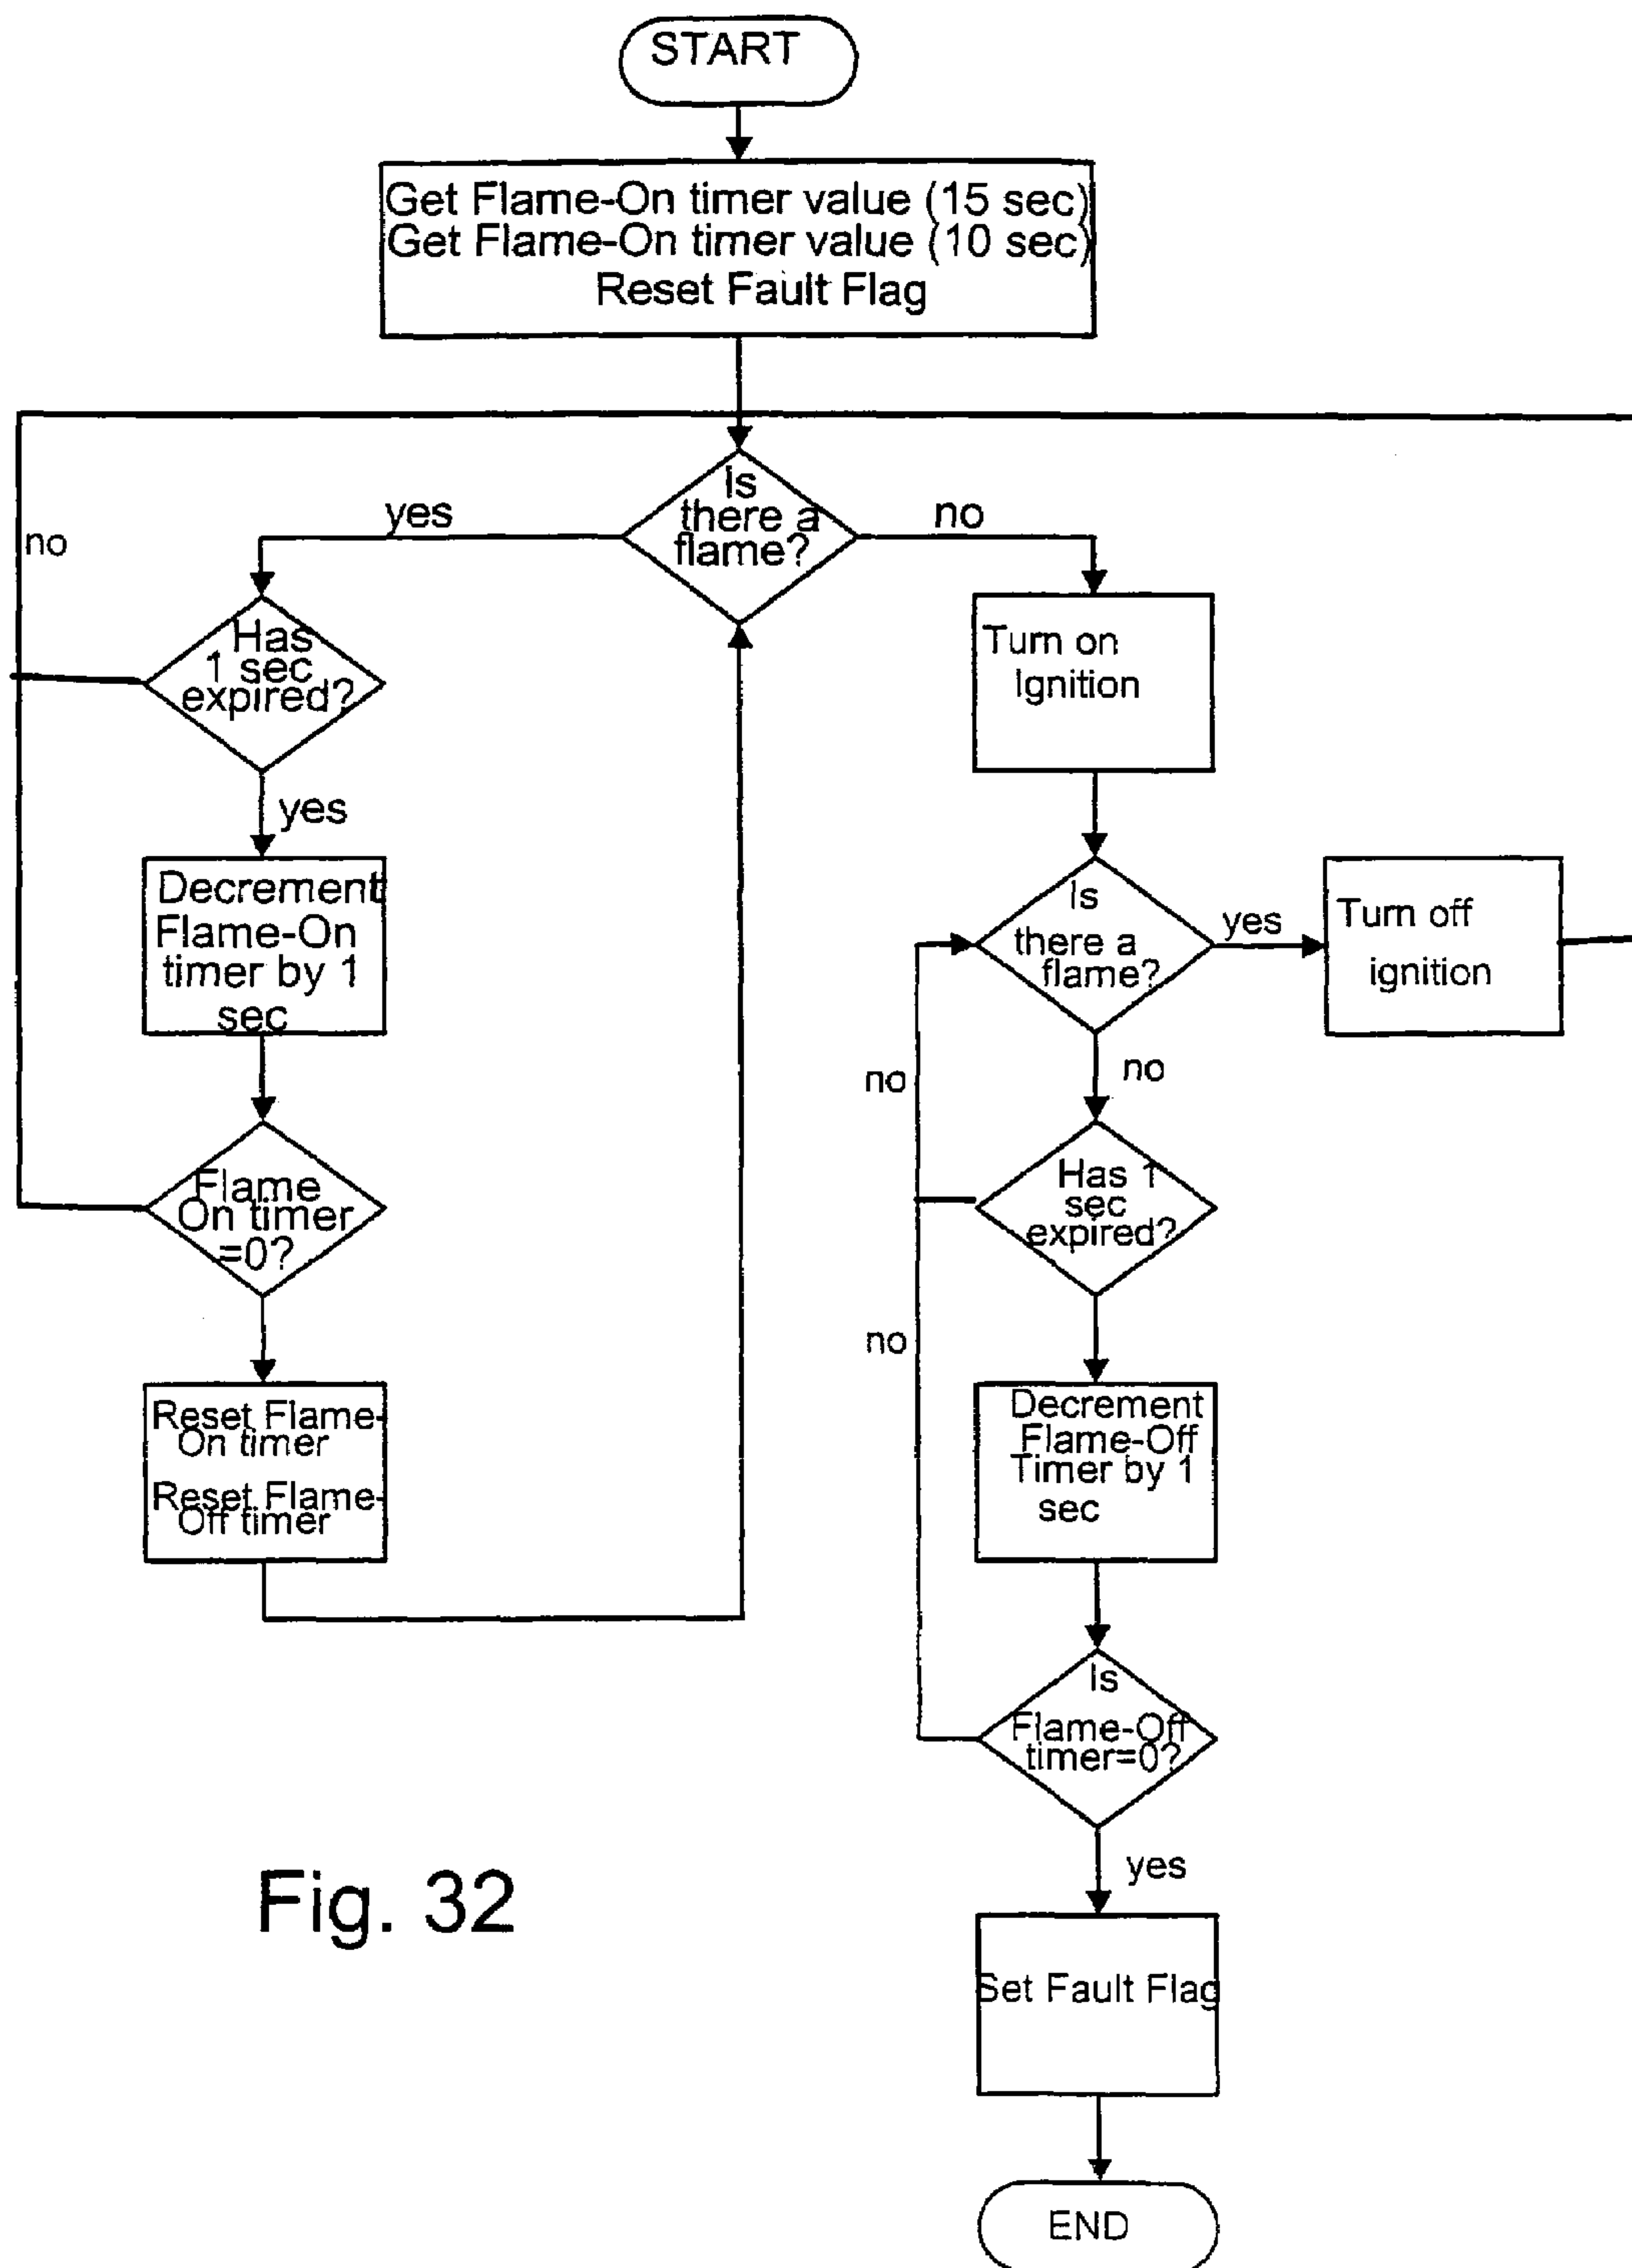 START
Get Flame-On timer value (15 sec)
Get Flame-On timer value (10 sec)
Reset Fault Flag
Is
there a
flame?
yes
no
no
Has
1 sec
expired?
yes
Decrement
Flame-On
timer by 1
sec
Flame
On timer
=0?
Reset Flame-
On timer
Reset Flame-
Off timer
Turn on
Ignition
Is
there a
flame?
yes
Turn off
ignition
no
no
Has 1
sec
expired?
no
Decrement
Flame-Off
Timer by 1
sec
Is
Flame-Off
timer=0?
yes
Set Fault Flag
END
Fig. 32